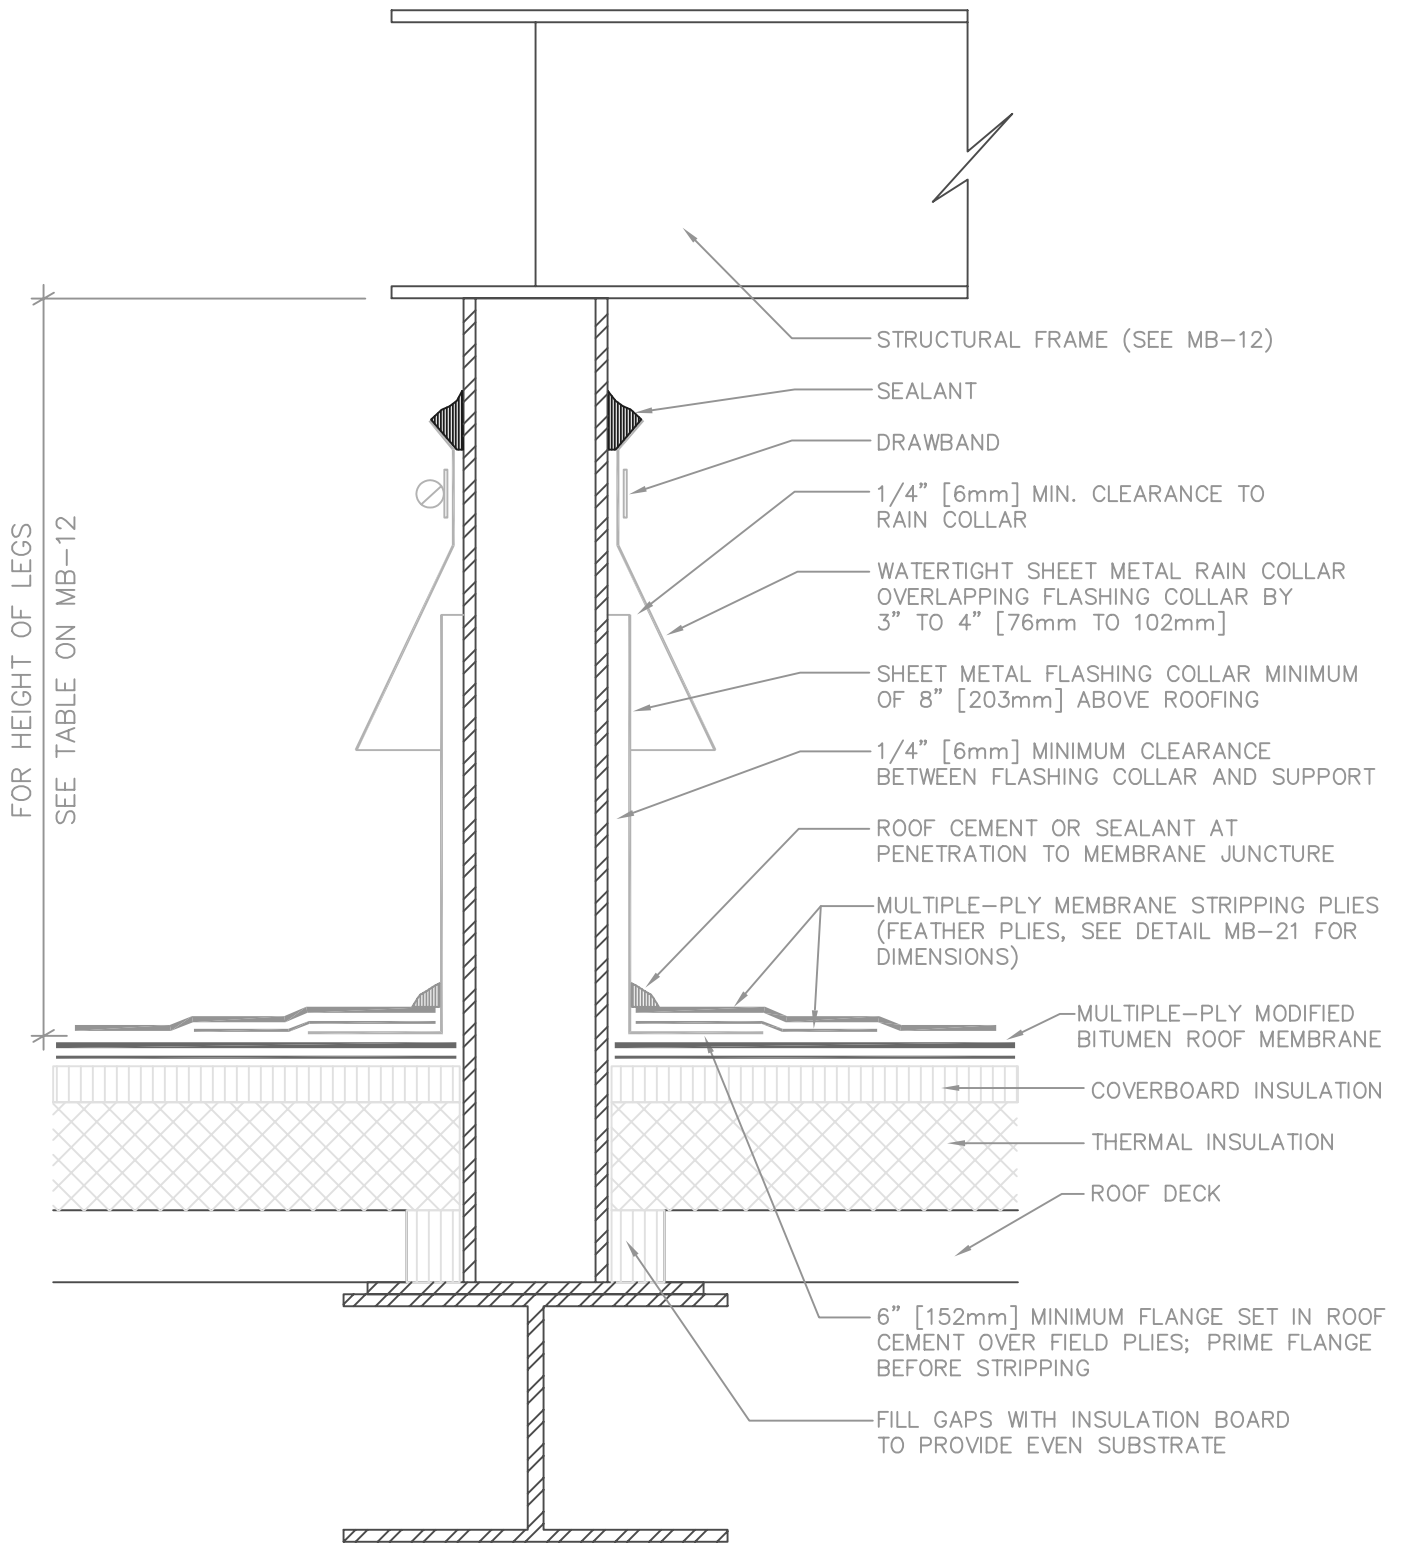 FOR HEIGHT OF LEGS
SEE TABLE ON MB-12
STRUCTURAL FRAME (SEE MB-12)
SEALANT
DRAWBAND
1/4" [6mm] MIN. CLEARANCE TO
RAIN COLLAR
WATERTIGHT SHEET METAL RAIN COLLAR
OVERLAPPING FLASHING COLLAR BY
3" TO 4" [76mm TO 102mm]
SHEET METAL FLASHING COLLAR MINIMUM
OF 8" [203mm] ABOVE ROOFING
1/4" [6mm] MINIMUM CLEARANCE
BETWEEN FLASHING COLLAR AND SUPPORT
ROOF CEMENT OR SEALANT AT
PENETRATION TO MEMBRANE JUNCTURE
MULTIPLE-PLY MEMBRANE STRIPPING PLIES
(FEATHER PLIES, SEE DETAIL MB-21 FOR
DIMENSIONS)
MULTIPLE-PLY MODIFIED
BITUMEN ROOF MEMBRANE
COVERBOARD INSULATION
THERMAL INSULATION
ROOF DECK
6" [152mm] MINIMUM FLANGE SET IN ROOF
CEMENT OVER FIELD PLIES; PRIME FLANGE
BEFORE STRIPPING
FILL GAPS WITH INSULATION BOARD
TO PROVIDE EVEN SUBSTRATE